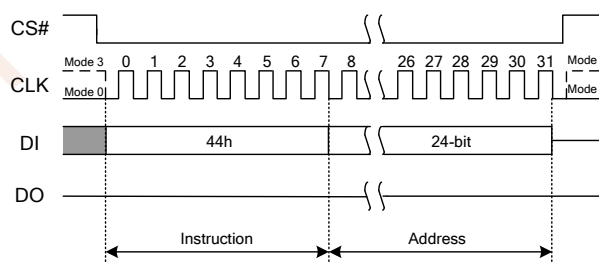 CS#
Mode 3 0 1 2 3 4 5 6 7 8 26 27 28 29 30 31 Mode
CLK
Mode 0 Mode
DI 44h 24-bit
DO
Instruction Address